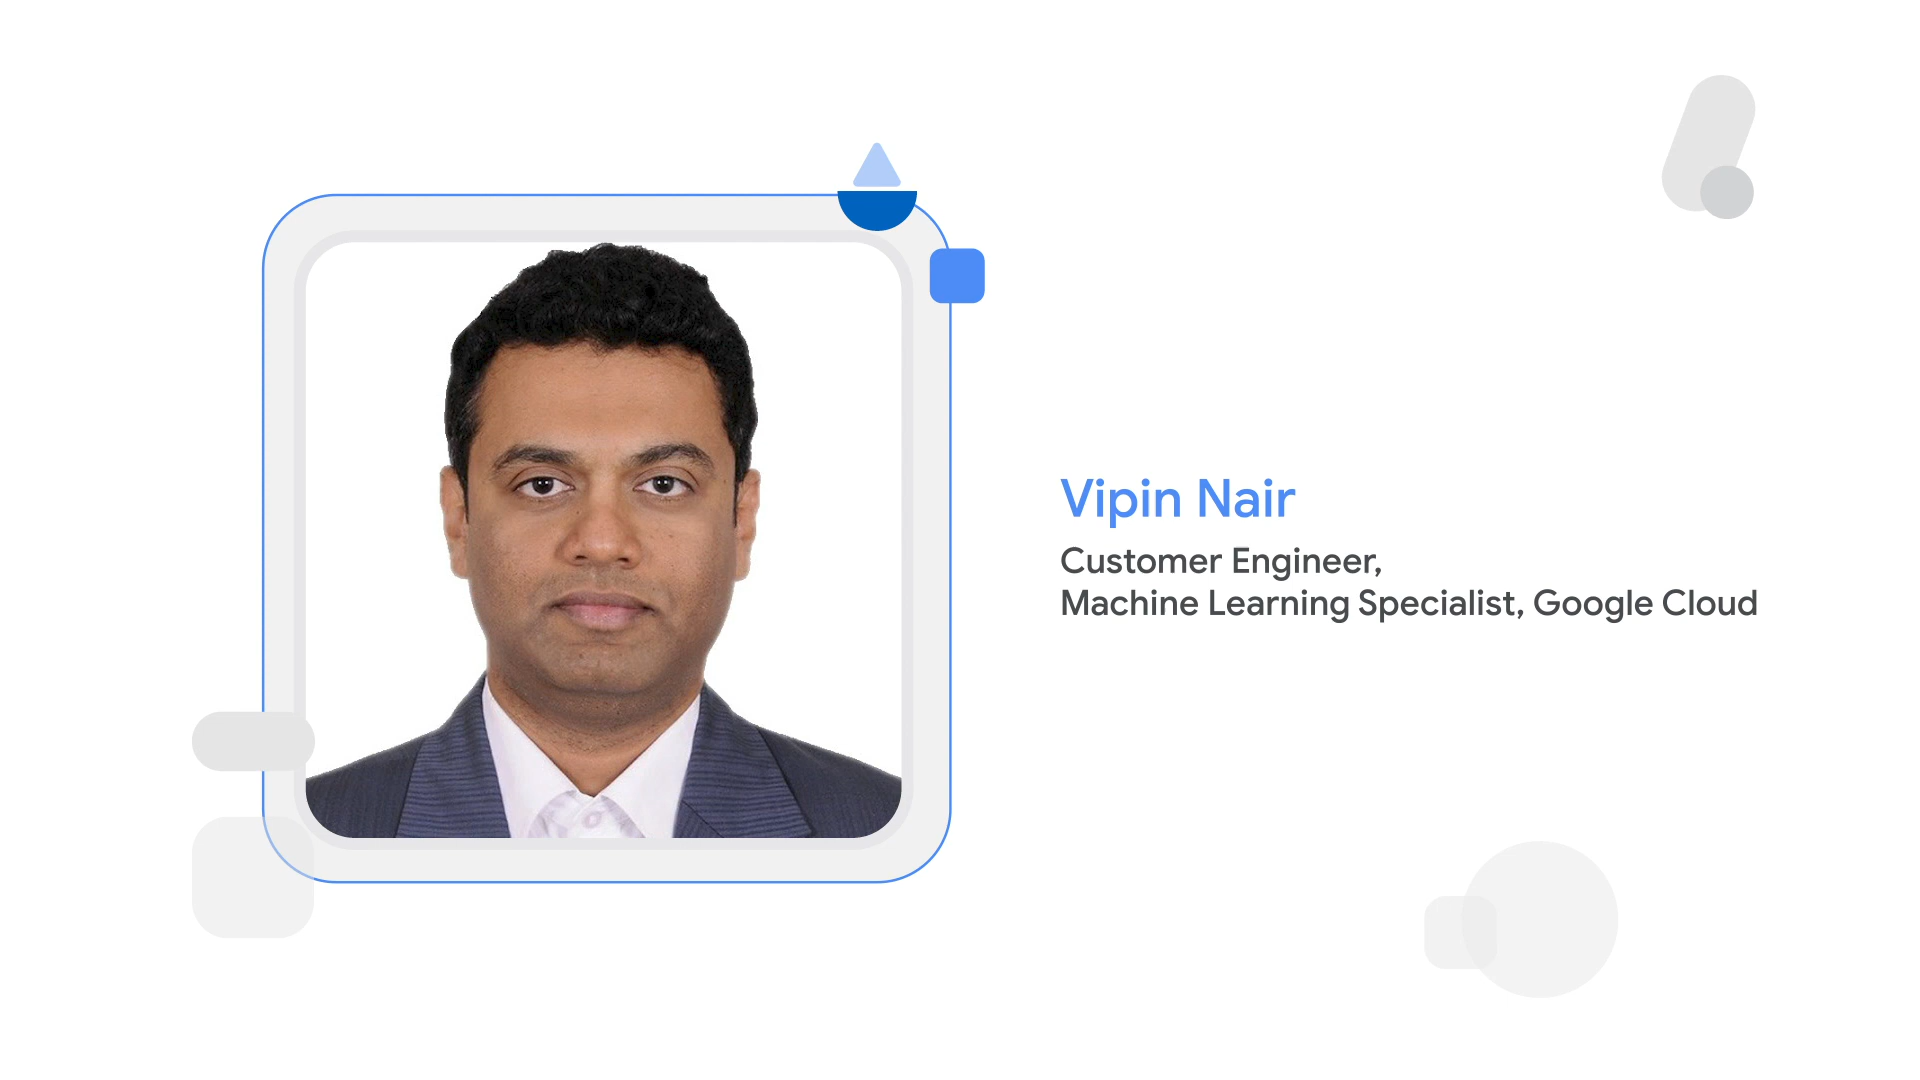 Vipin Nair
Customer Engineer,
Machine Learning Specialist, Google Cloud